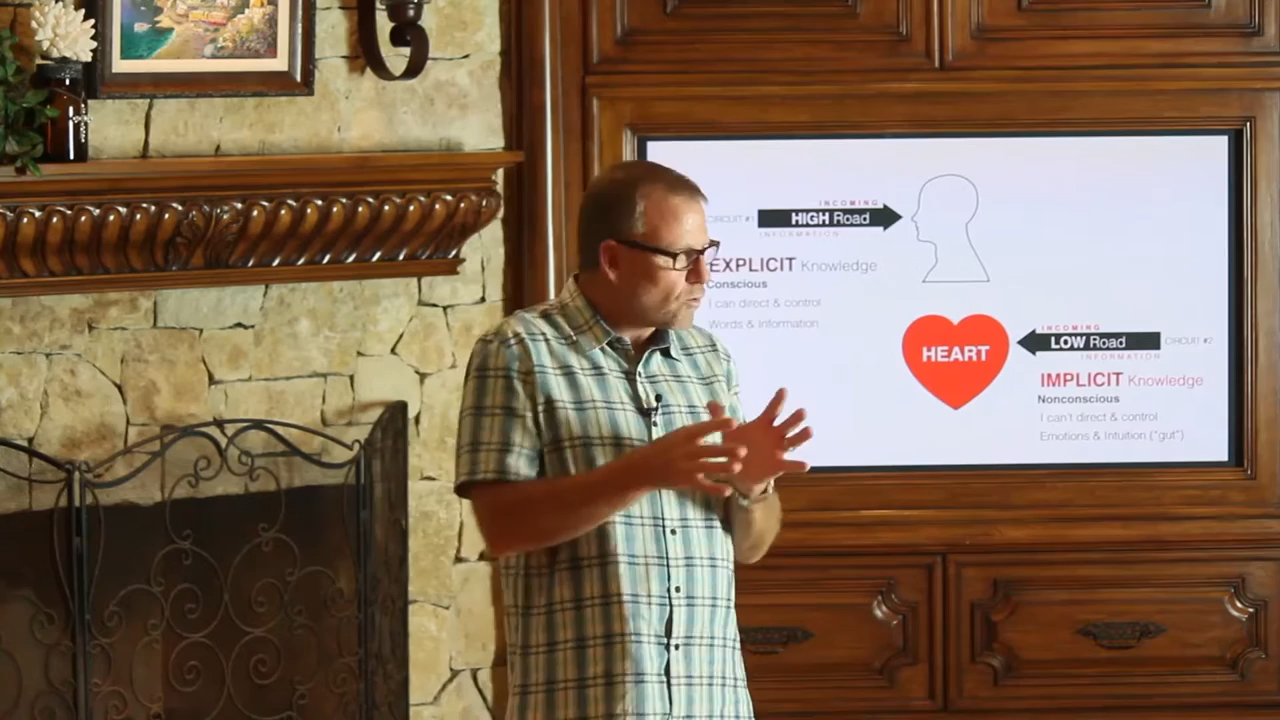 INCOMING
CIRCUIT #1
HIGH Road
INFORMATION
EXPLICIT Knowledge
Conscious
I can direct & control
Words & Information
HEART
INCOMING
LOW Road
CIRCUIT #2
INFORMATION
IMPLICIT Knowledge
Nonconscious
I can't direct & control
Emotions & Intuition ("gut")